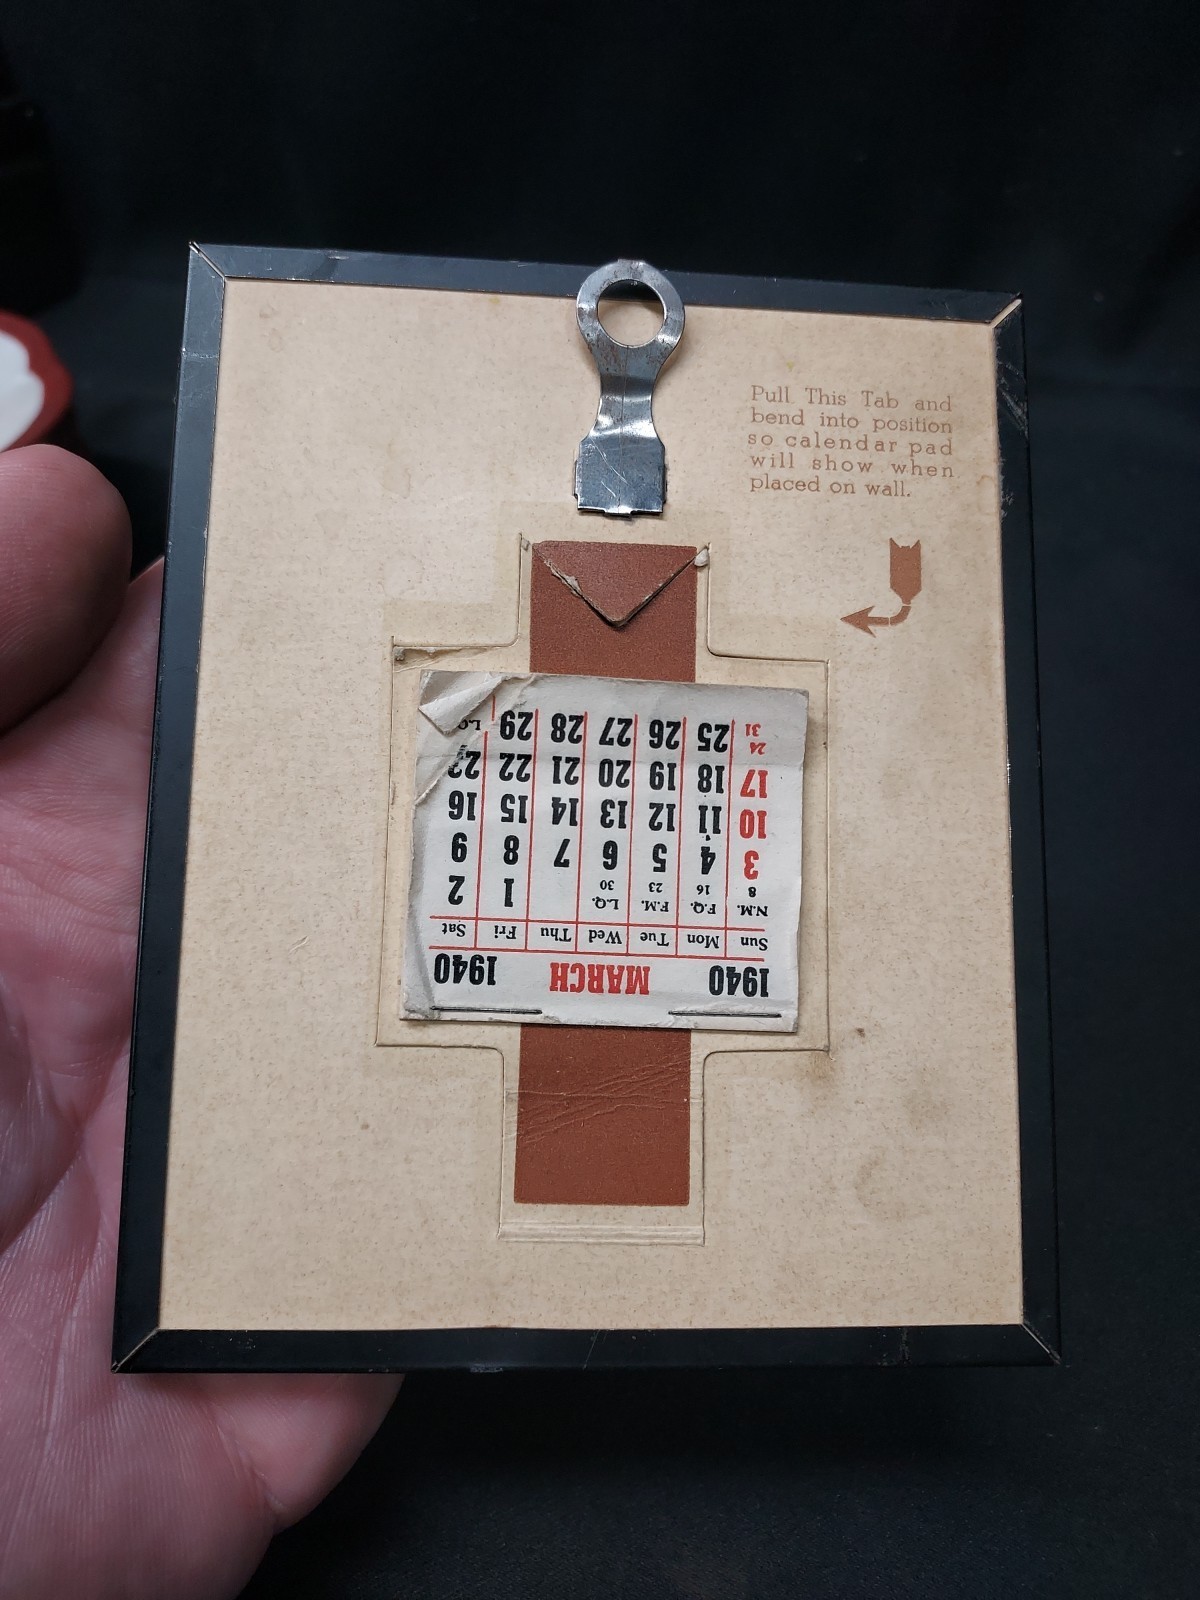 Pull This Tab and
bend into position
so calendar pad
will show when
placed on wall.
1940 MARCH 1940
Sun Mon Tue Wed Thu Fri Sat
N.M. F.Q. F.M. L.Q.
8 16 23 30 1 2
3 4 5 6 7 8 9
10 11 12 13 14 15 16
17 18 19 20 21 22 23
24 25 26 27 28 29 L.Q.
31